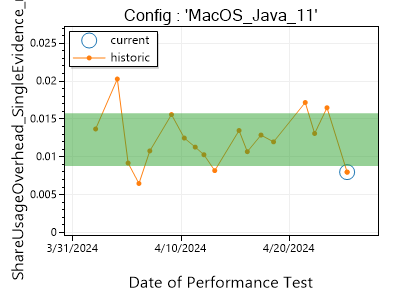 Config : 'MacOS_Java_11'
current
historic
0.025
0.02
0.015
0.01
0.005
0
ShareUsageOverhead_SingleEvidence_
3/31/2024
4/10/2024
4/20/2024
Date of Performance Test